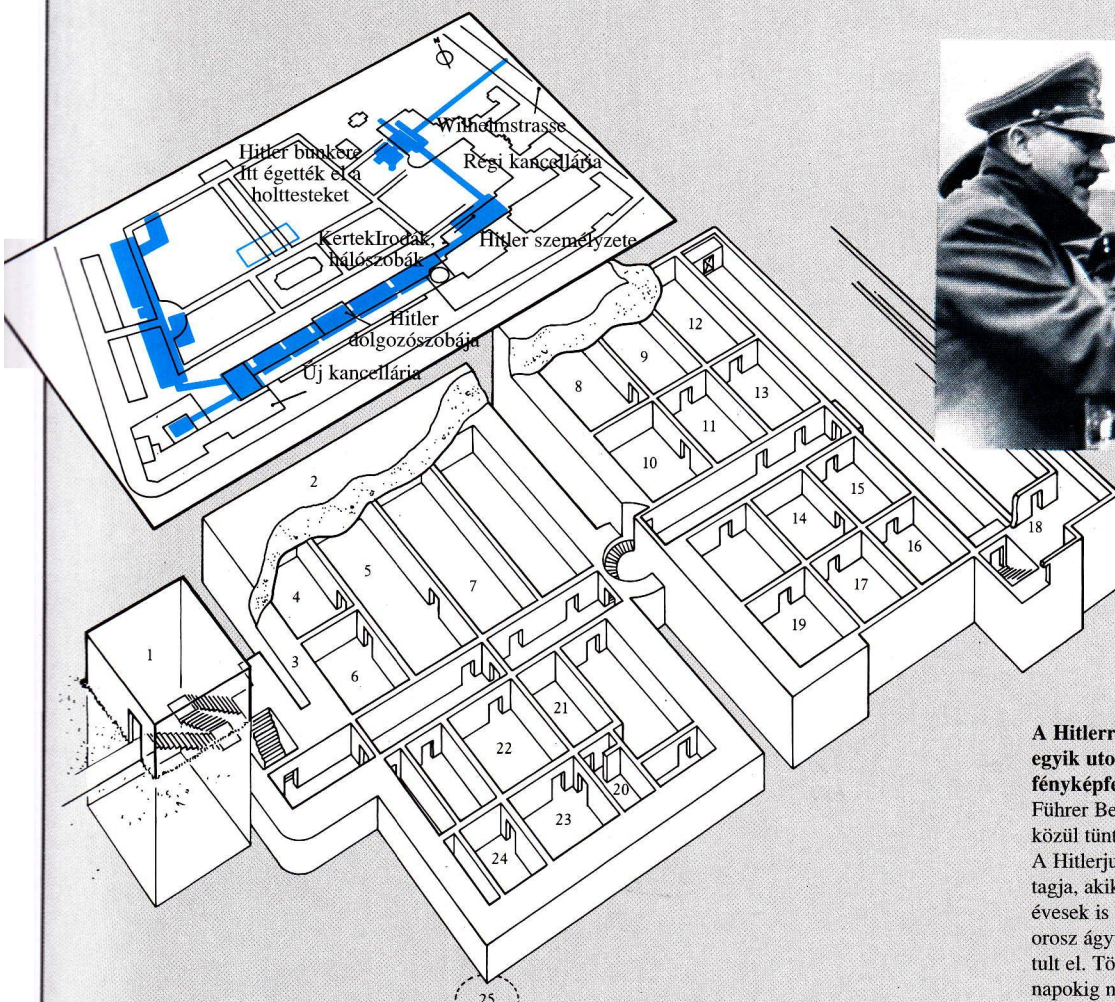 N
Wilhelmstrasse
Hitler bunkere
Itt égették el a
holttesteket
Régi kancellária
KertekIrodák,
hálószobák
Hitler személyzete
Hitler
dolgozószobája
Új kancellária
12
9
8
13
11
10
2
15
14
18
16
5
7
17
4
19
1
3
6
21
22
20
23
24
25
A Hitlerr
egyik uto
fényképfe
Führer Be
közül tün
A Hitlerju
tagja, akik
évesek is
orosz ágy
tult el. Tö
napokig n